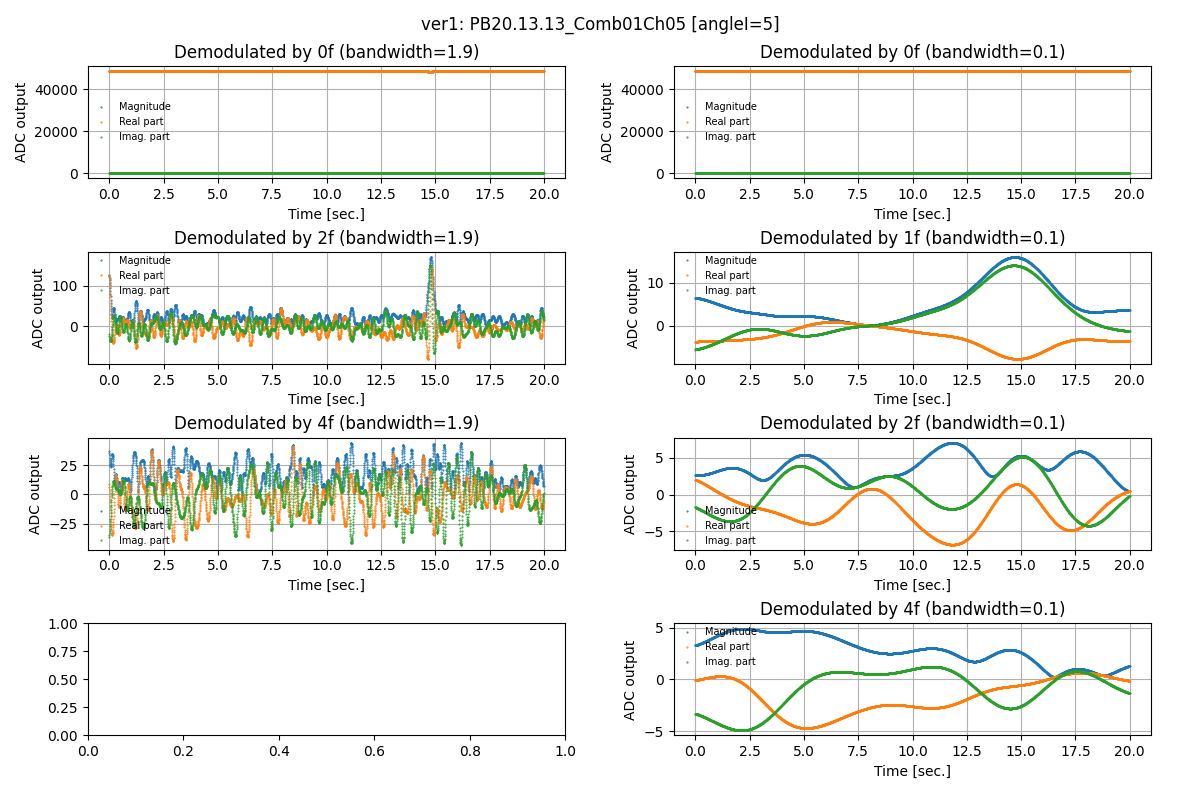 ver1: PB20.13.13_Comb01Ch05 [angleI=5]
Demodulated by 0f (bandwidth=1.9)
ADC output
40000
20000
0
Magnitude
Real part
Imag. part
0.0 2.5 5.0 7.5 10.0 12.5 15.0 17.5 20.0
Time [sec.]
Demodulated by 0f (bandwidth=0.1)
ADC output
40000
20000
0
Magnitude
Real part
Imag. part
0.0 2.5 5.0 7.5 10.0 12.5 15.0 17.5 20.0
Time [sec.]
Demodulated by 2f (bandwidth=1.9)
ADC output
100
0
Magnitude
Real part
Imag. part
0.0 2.5 5.0 7.5 10.0 12.5 15.0 17.5 20.0
Time [sec.]
Demodulated by 1f (bandwidth=0.1)
ADC output
10
0
Magnitude
Real part
Imag. part
0.0 2.5 5.0 7.5 10.0 12.5 15.0 17.5 20.0
Time [sec.]
Demodulated by 4f (bandwidth=1.9)
ADC output
25
0
−25
Magnitude
Real part
Imag. part
0.0 2.5 5.0 7.5 10.0 12.5 15.0 17.5 20.0
Time [sec.]
Demodulated by 2f (bandwidth=0.1)
ADC output
5
0
−5
Magnitude
Real part
Imag. part
0.0 2.5 5.0 7.5 10.0 12.5 15.0 17.5 20.0
Time [sec.]
1.00
0.75
0.50
0.25
0.00
0.0 0.2 0.4 0.6 0.8 1.0
Demodulated by 4f (bandwidth=0.1)
ADC output
5
0
−5
Magnitude
Real part
Imag. part
0.0 2.5 5.0 7.5 10.0 12.5 15.0 17.5 20.0
Time [sec.]